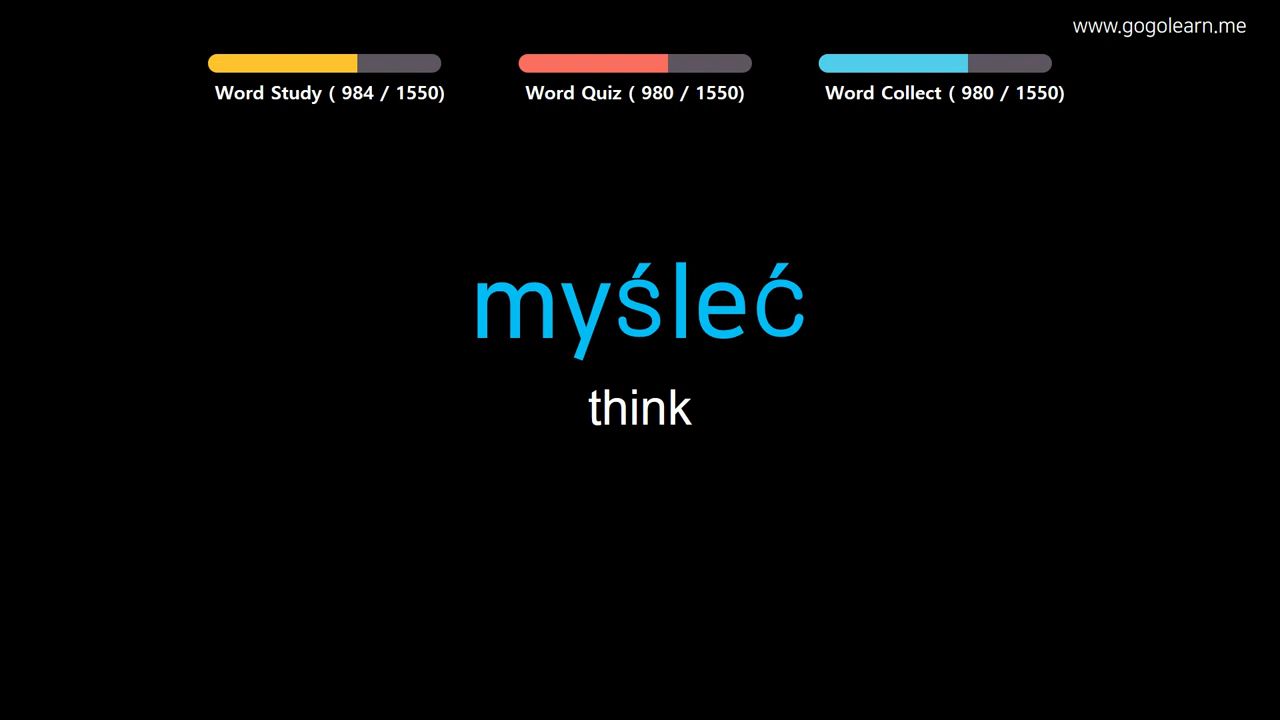 www.gogolearn.me
Word Study ( 984 / 1550)
Word Quiz ( 980 / 1550)
Word Collect ( 980 / 1550)
myśleć
think